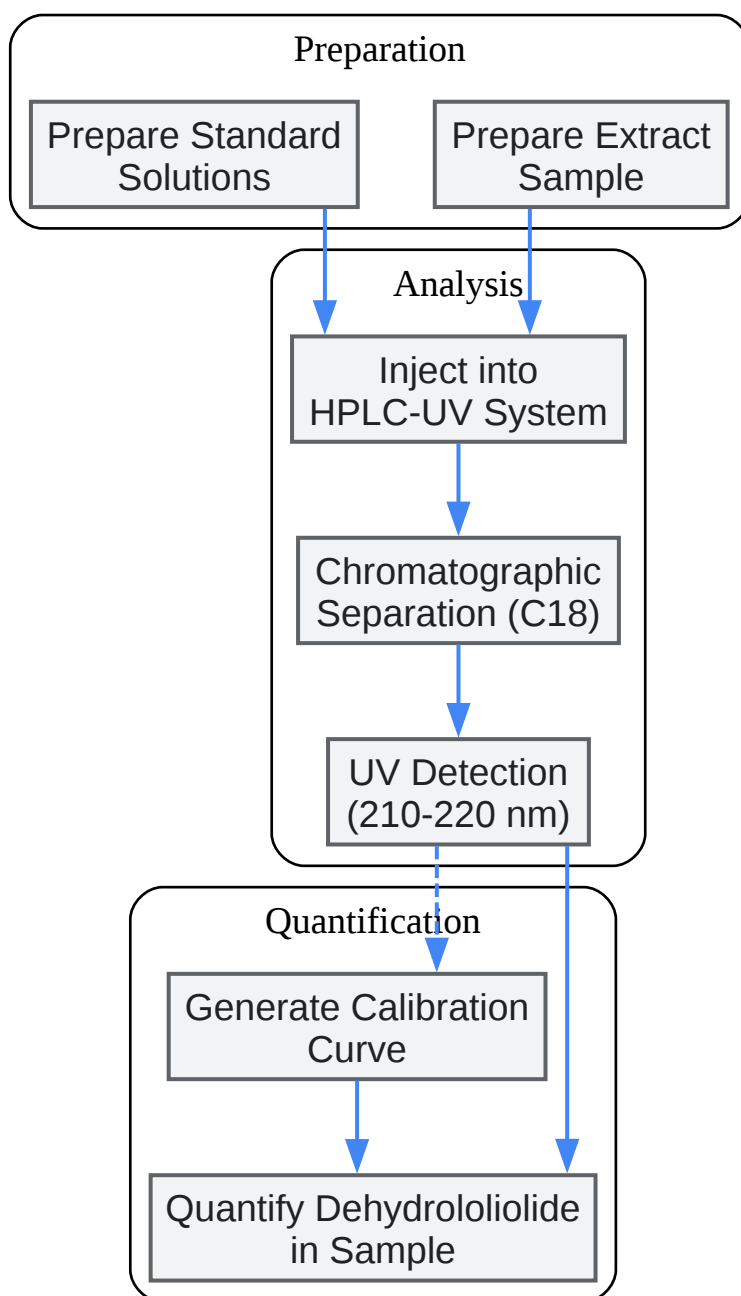 Preparation
Prepare Standard
Solutions
Prepare Extract
Sample
Analysis
Inject into
HPLC-UV System
Chromatographic
Separation (C18)
UV Detection
(210-220 nm)
Quantification
Generate Calibration
Curve
Quantify Dehydrololiolide
in Sample